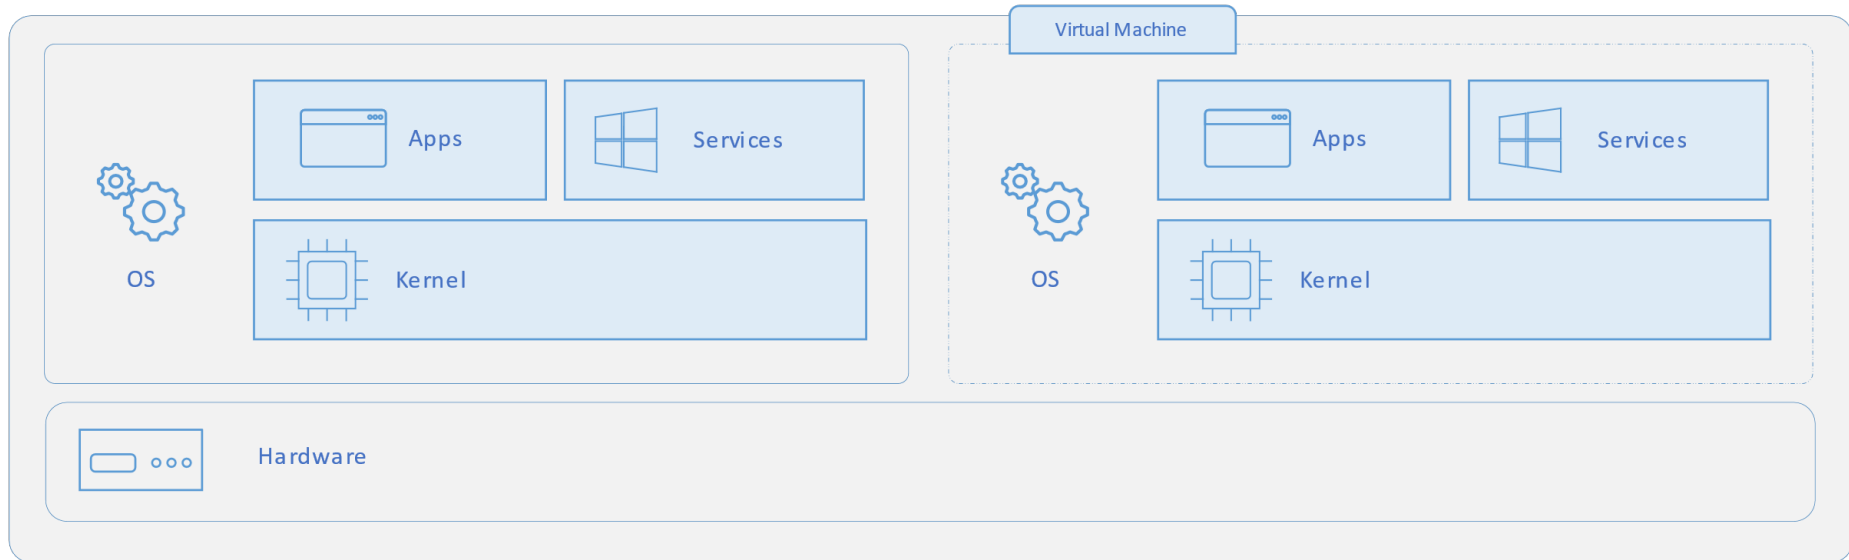 Virtual Machine
Apps
Services
OS
Kernel
Apps
Services
OS
Kernel
Hardware